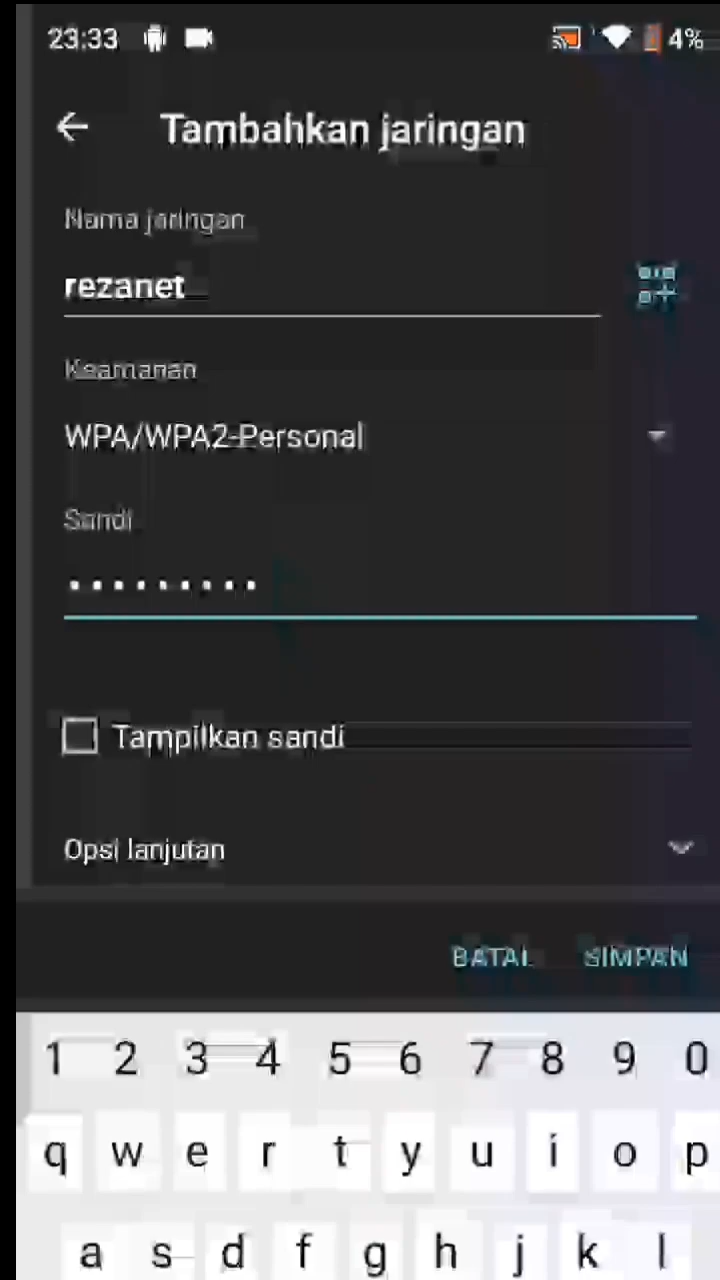 23:33 4%
Tambahkan jaringan
Nama jaringan
rezanet
Keamanan
WPA/WPA2-Personal
Sandi
•••••••••
Tampilkan sandi
Opsi lanjutan
BATAL SIMPAN
1 2 3 4 5 6 7 8 9 0
q w e r t y u i o p
a s d f g h j k l